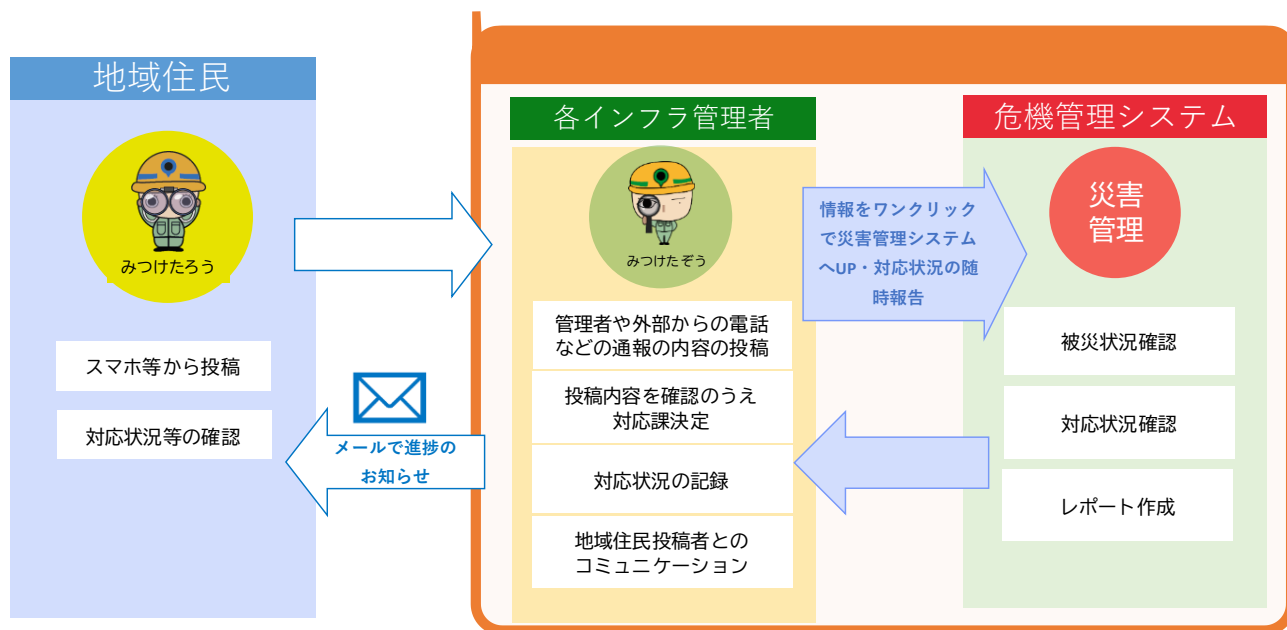 地域住民
みつけたろう
スマホ等から投稿
対応状況等の確認
メールで進捗の
お知らせ
各インフラ管理者
みつけたぞう
管理者や外部からの電話
などの通報の内容の投稿
投稿内容を確認のうえ
対応課決定
対応状況の記録
地域住民投稿者との
コミュニケーション
情報をワンクリック
で災害管理システム
へUP・対応状況の随
時報告
危機管理システム
災害
管理
被災状況確認
対応状況確認
レポート作成